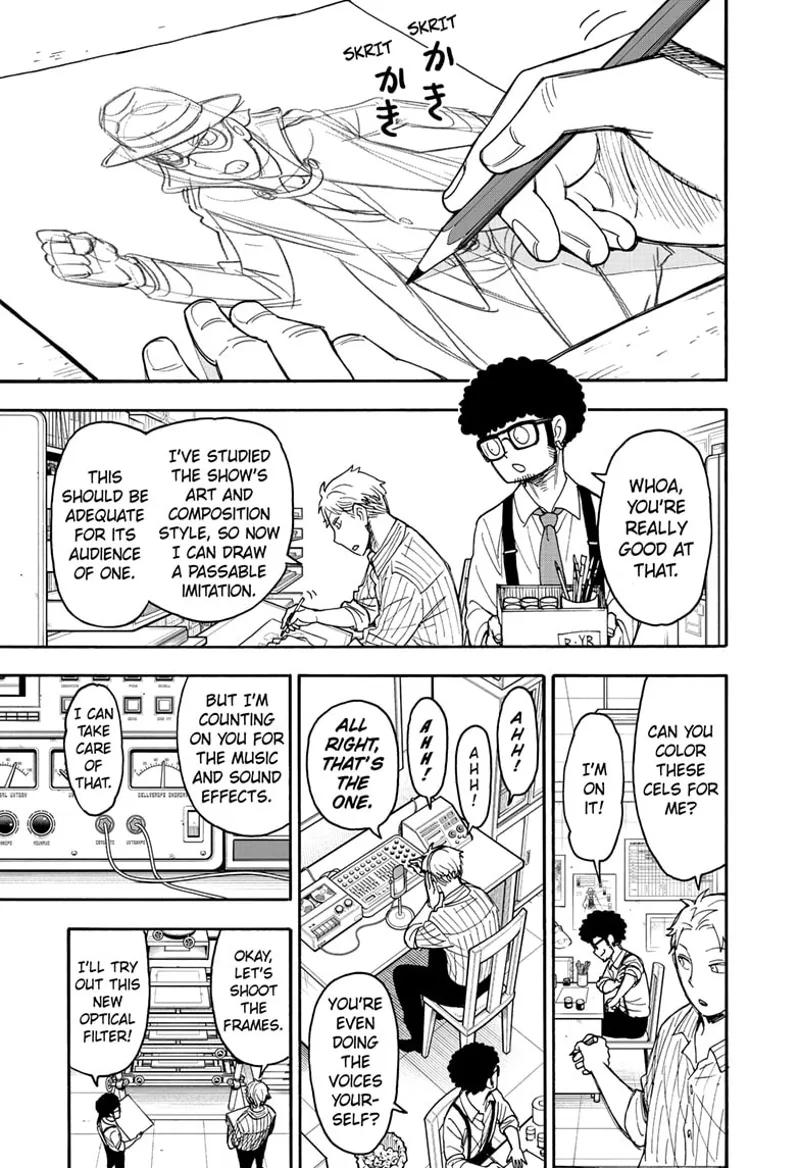 SKRIT
かき
SKRIT
かき
WHOA,
YOU'RE
REALLY
GOOD AT
THAT.
I'VE STUDIED
THE SHOW'S
ART AND
COMPOSITION
STYLE, SO NOW
I CAN DRAW
A PASSABLE
IMITATION.
THIS
SHOULD BE
ADEQUATE
FOR ITS
AUDIENCE
OF ONE.
R·YR
CAN YOU
COLOR
THESE
CELS FOR
ME?
I'M
ON
IT!
AHH!
AHH!
AHH!
ALL
RIGHT,
THAT'S
THE
ONE.
YOU'RE
EVEN
DOING
THE
VOICES
YOUR-
SELF?
BUT I'M
COUNTING
ON YOU FOR
THE MUSIC
AND SOUND
EFFECTS.
I CAN
TAKE
CARE
OF
THAT.
OKAY,
LET'S
SHOOT
THE
FRAMES.
I'LL TRY
OUT THIS
NEW
OPTICAL
FILTER!